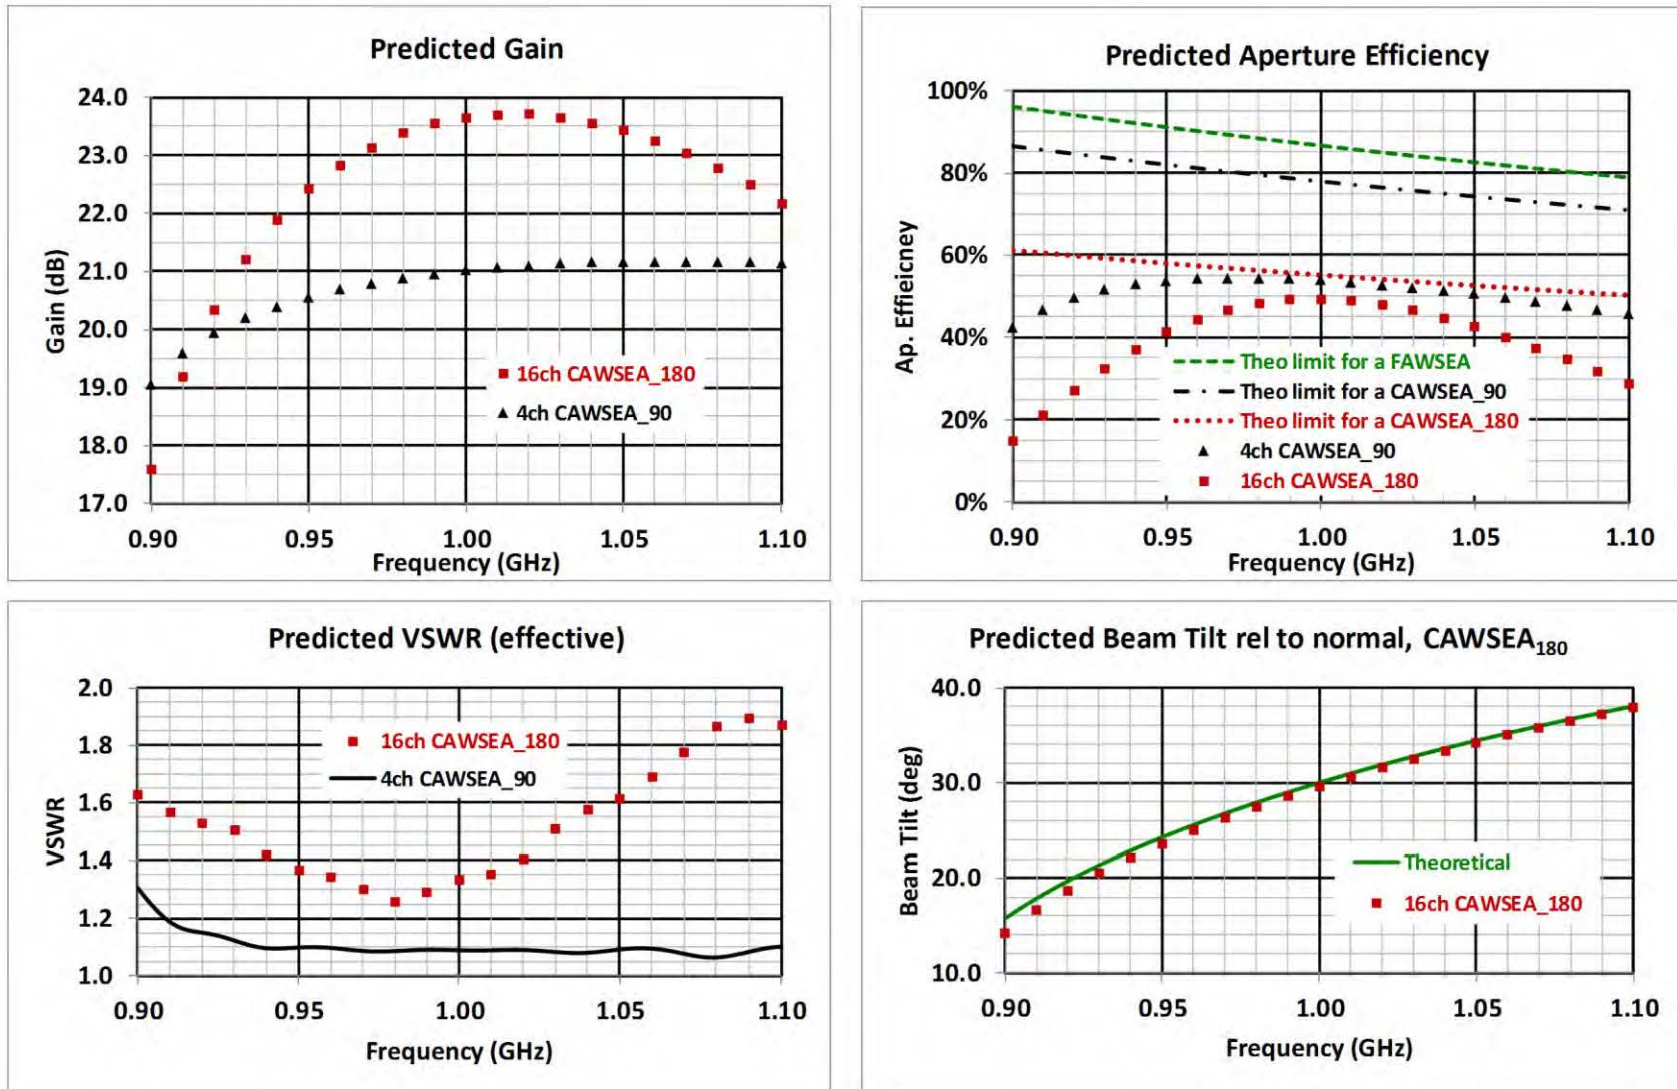 Predicted Gain
24.0
23.0
22.0
21.0
20.0
19.0
18.0
17.0
Gain (dB)
16ch CAWSEA_180
4ch CAWSEA_90
0.90 0.95 1.00 1.05 1.10
Frequency (GHz)
Predicted Aperture Efficiency
100%
80%
60%
40%
20%
0%
Ap. Efficiency
Theo limit for a FAWSEA
Theo limit for a CAWSEA_90
Theo limit for a CAWSEA_180
4ch CAWSEA_90
16ch CAWSEA_180
0.90 0.95 1.00 1.05 1.10
Frequency (GHz)
Predicted VSWR (effective)
2.0
1.8
1.6
1.4
1.2
1.0
VSWR
16ch CAWSEA_180
4ch CAWSEA_90
0.90 0.95 1.00 1.05 1.10
Frequency (GHz)
Predicted Beam Tilt rel to normal, CAWSEA₁₈₀
40.0
30.0
20.0
10.0
Beam Tilt (deg)
Theoretical
16ch CAWSEA_180
0.90 0.95 1.00 1.05 1.10
Frequency (GHz)